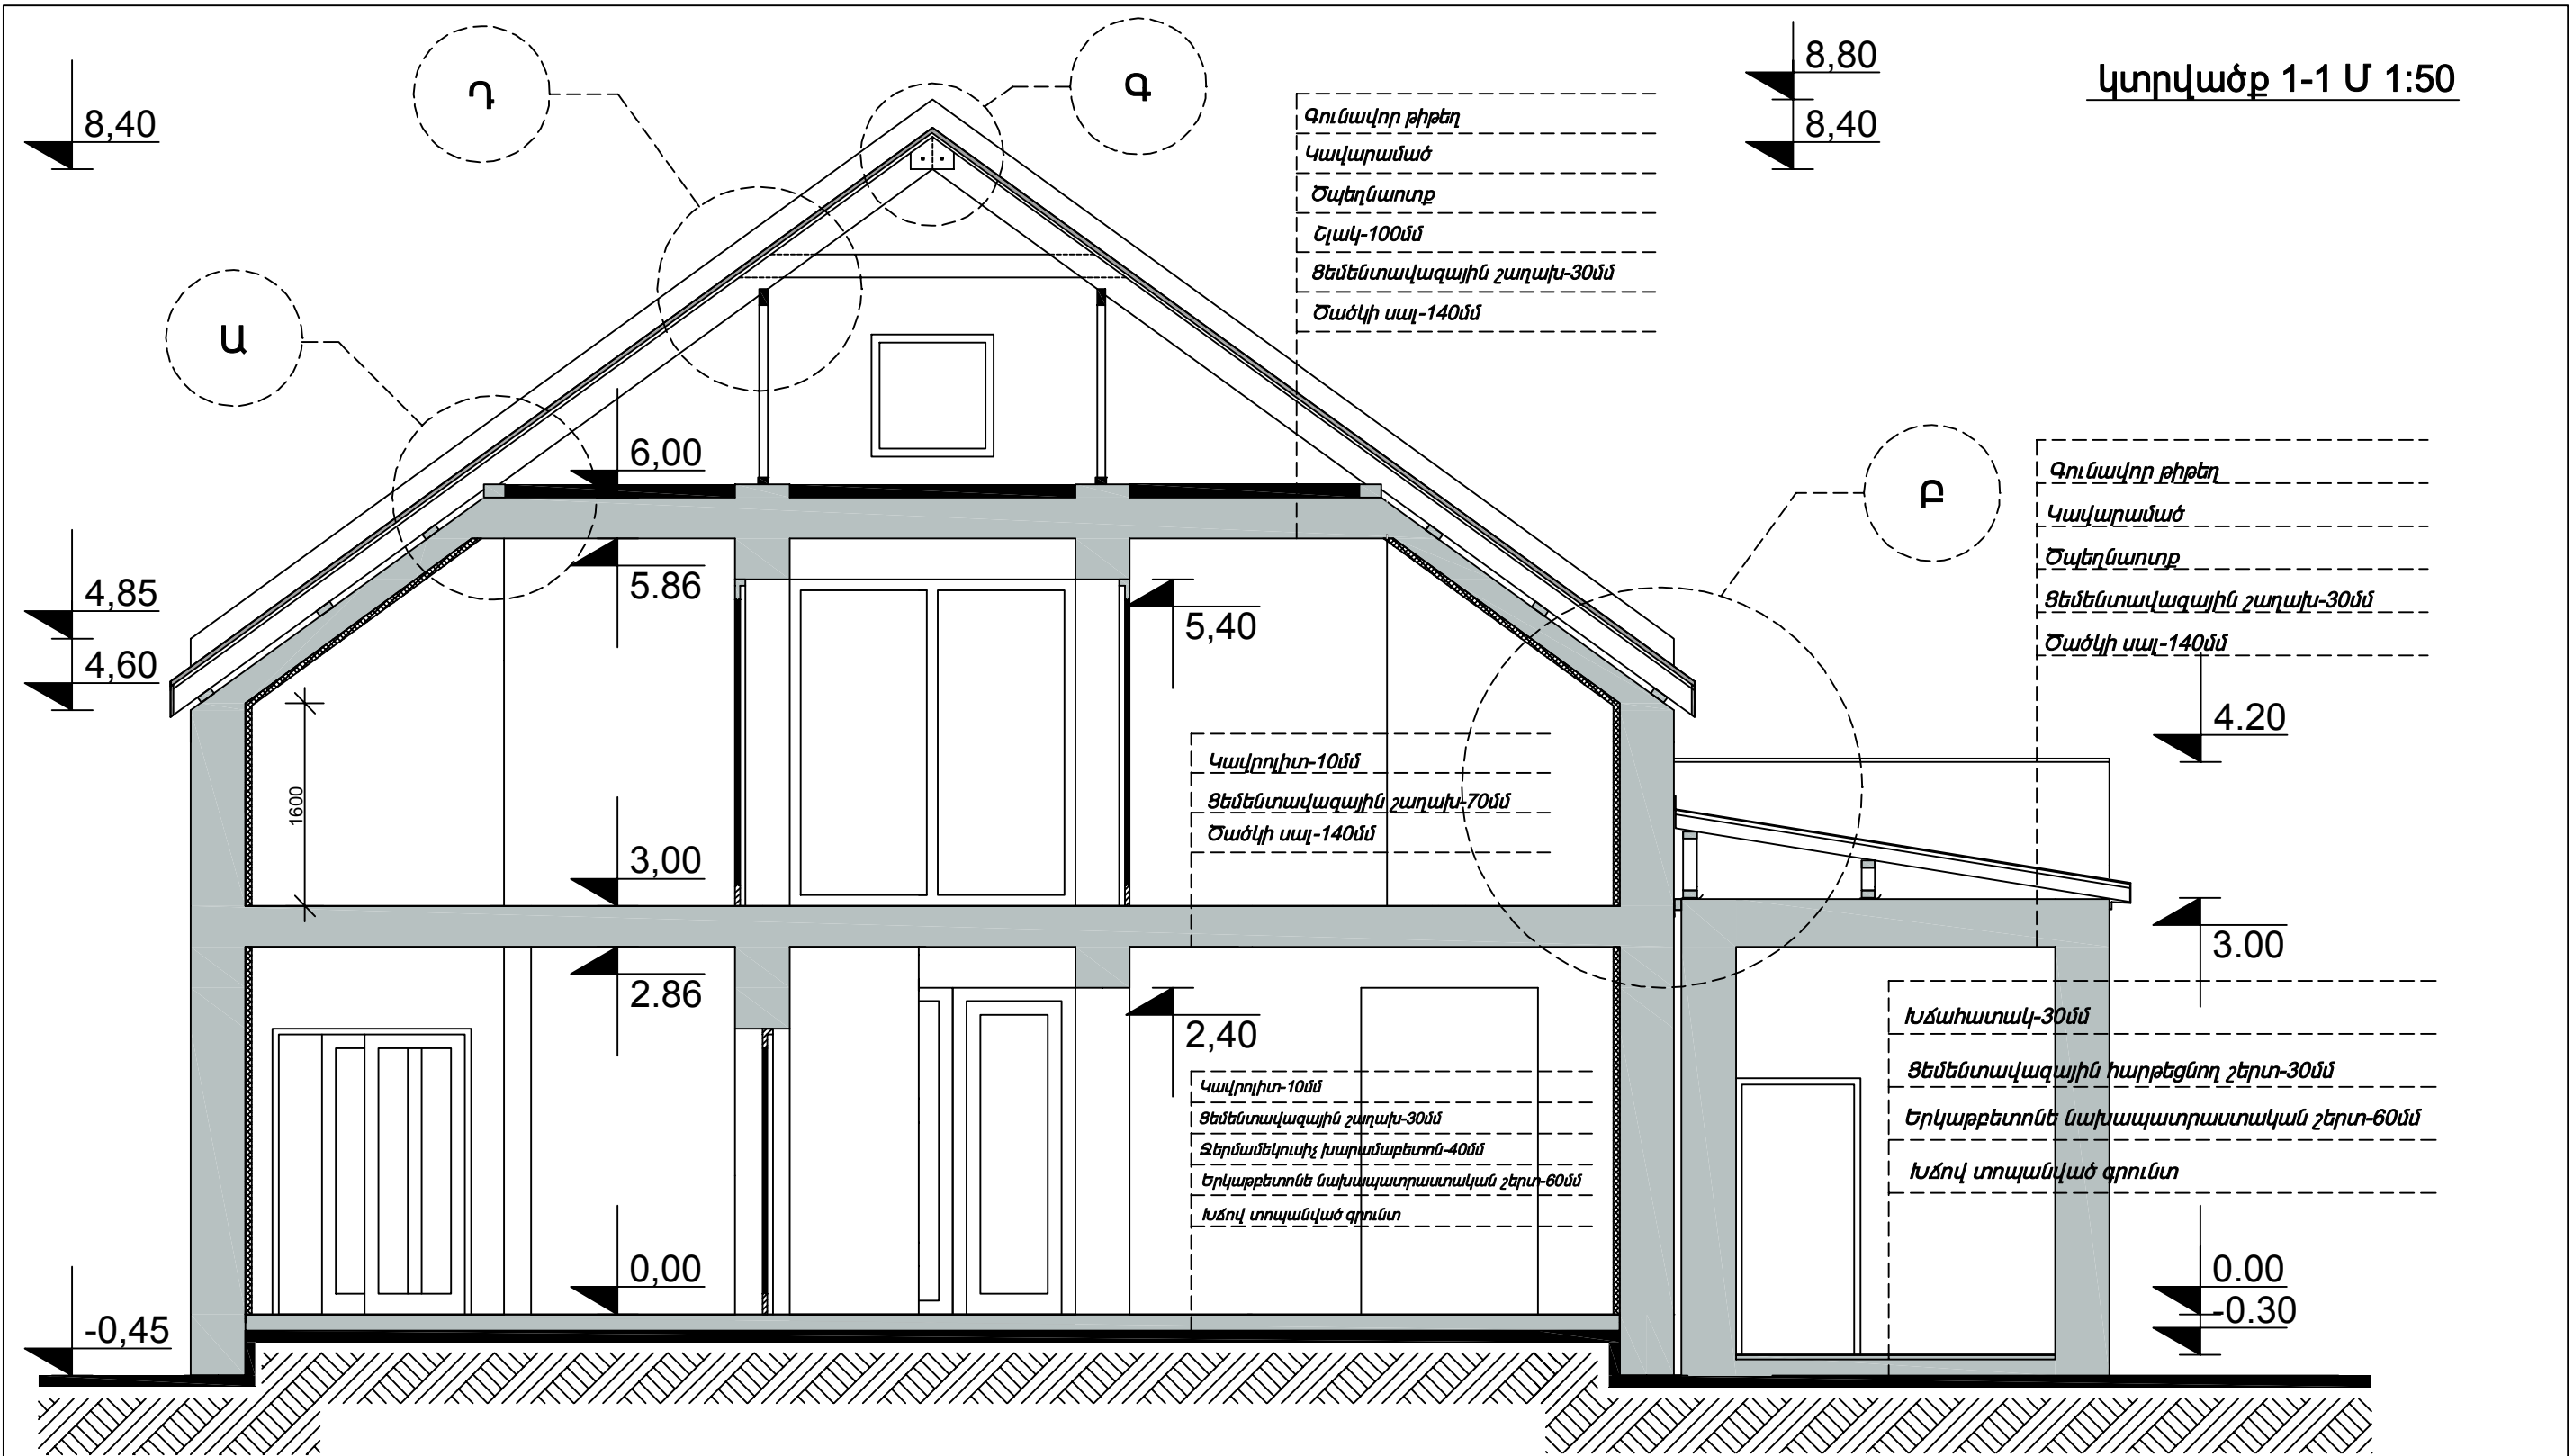 կտրվածք 1-1 Մ 1:50
8,40
Դ
Գ
8,80
8,40
Գունավոր թիթեղ
Կավարամած
Ծպեղնաոտք
Շլակ-100մմ
Ցեմենտավազային շաղախ-30մմ
Ծածկի սալ-140մմ
Ա
6,00
5.86
5,40
Բ
Գունավոր թիթեղ
Կավարամած
Ծպեղնաոտք
Ցեմենտավազային շաղախ-30մմ
Ծածկի սալ-140մմ
4,85
4,60
4.20
1600
Կավրոլիտ-10մմ
Ցեմենտավազային շաղախ-70մմ
Ծածկի սալ-140մմ
3,00
2.86
2,40
3.00
Խճահատակ-30մմ
Ցեմենտավազային հարթեցնող շերտ-30մմ
Երկաթբետոնե նախապատրաստական շերտ-60մմ
Խճով տոպանված գրունտ
Կավրոլիտ-10մմ
Ցեմենտավազային շաղախ-30մմ
Ջերմամեկուսիչ խարամաբետոն-40մմ
Երկաթբետոնե նախապատրաստական շերտ-60մմ
Խճով տոպանված գրունտ
0,00
0.00
-0.30
-0,45